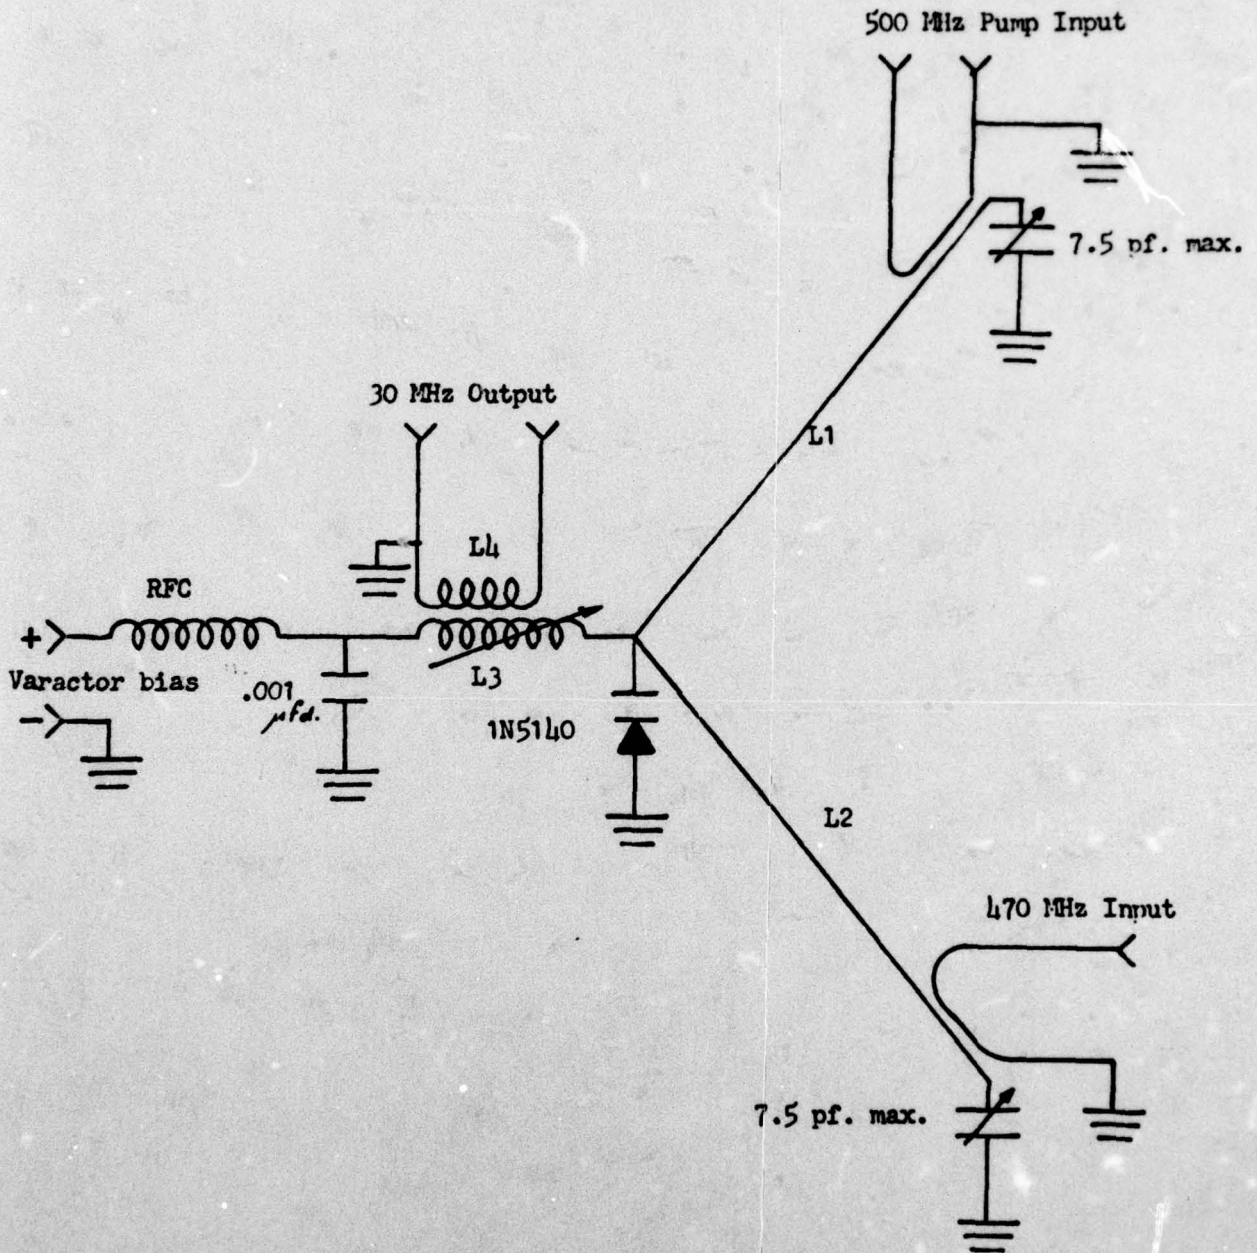 500 MHz Pump Input
7.5 pf. max.
30 MHz Output
L1
L4
RFC
+
L3
Varactor bias
.001
μfd.
-
1N5140
L2
470 MHz Input
7.5 pf. max.